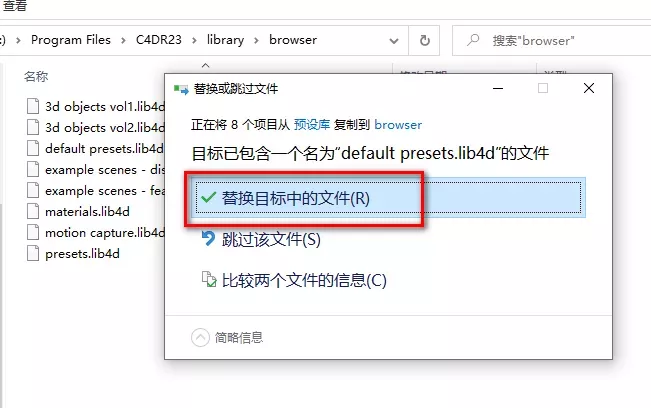 查看
Program Files > C4DR23 > library > browser
搜索"browser"
名称
3d objects vol1.lib4d
3d objects vol2.lib4d
default presets.lib4d
example scenes - dis
example scenes - fea
materials.lib4d
motion capture.lib4d
presets.lib4d
替换或跳过文件
正在将 8 个项目从 预设库 复制到 browser
目标已包含一个名为“default presets.lib4d”的文件
替换目标中的文件(R)
跳过该文件(S)
比较两个文件的信息(C)
简略信息